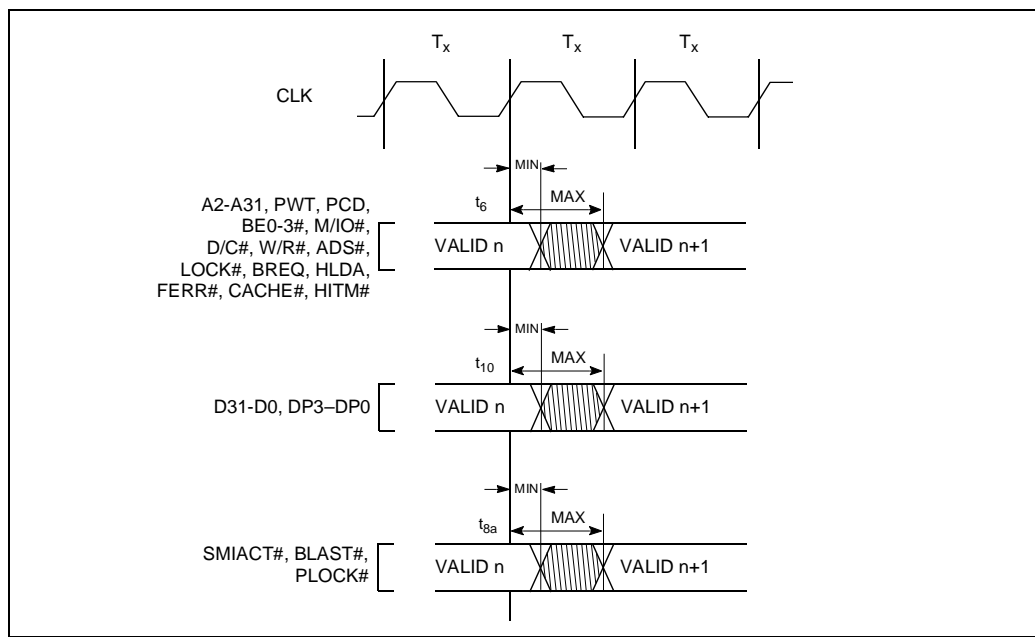 Tx Tx Tx
CLK
MIN
t6 MAX
A2-A31, PWT, PCD,
BE0-3#, M/IO#,
D/C#, W/R#, ADS#,
LOCK#, BREQ, HLDA,
FERR#, CACHE#, HITM#
VALID n VALID n+1
MIN
t10 MAX
D31-D0, DP3–DP0
VALID n VALID n+1
MIN
t8a MAX
SMIACT#, BLAST#,
PLOCK#
VALID n VALID n+1